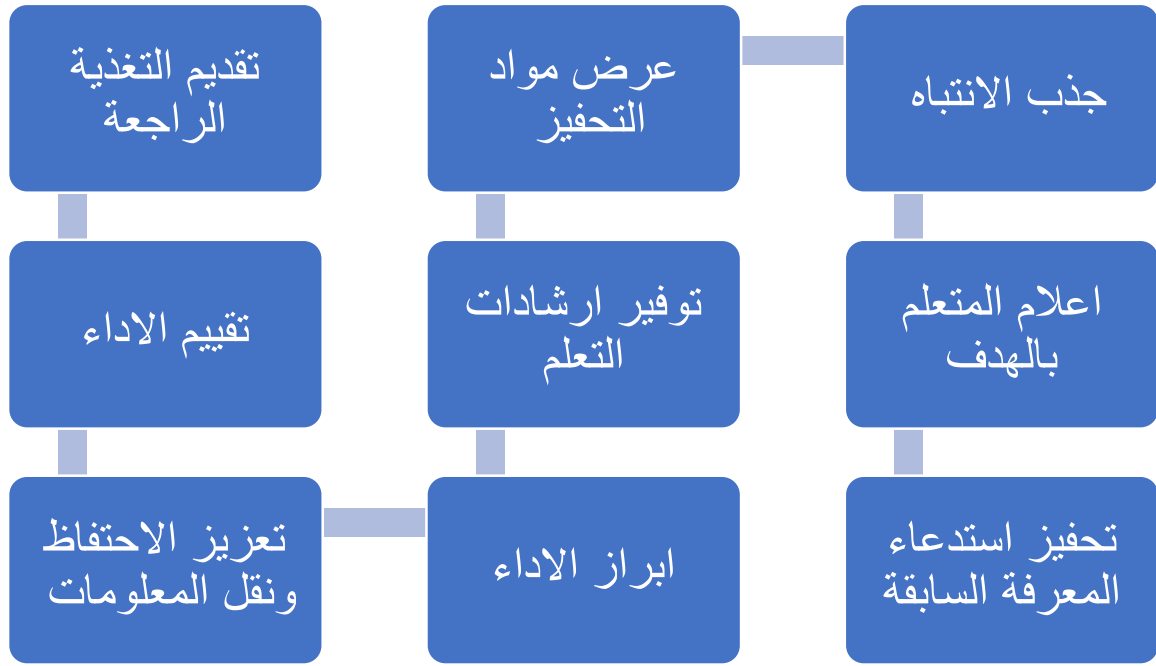 جذب الانتباه
اعلام المتعلم
بالهدف
تحفيز استدعاء
المعرفة السابقة
عرض مواد
التحفيز
توفير ارشادات
التعلم
ابراز الاداء
تقديم التغذية
الراجعة
تقييم الاداء
تعزيز الاحتفاظ
ونقل المعلومات